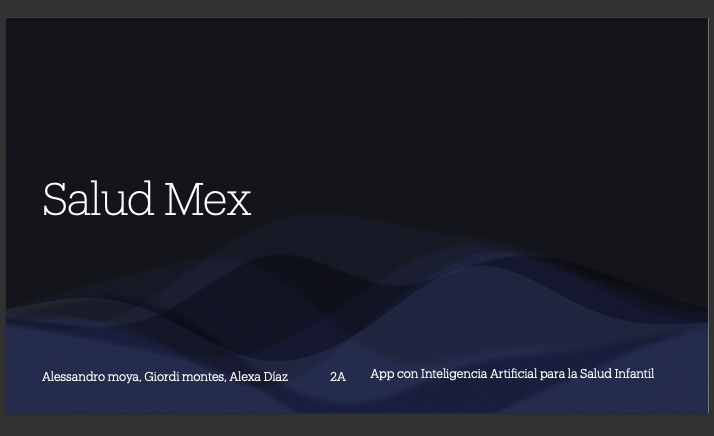 Salud Mex
Alessandro moya, Giordi montes, Alexa Díaz
2A
App con Inteligencia Artificial para la Salud Infantil